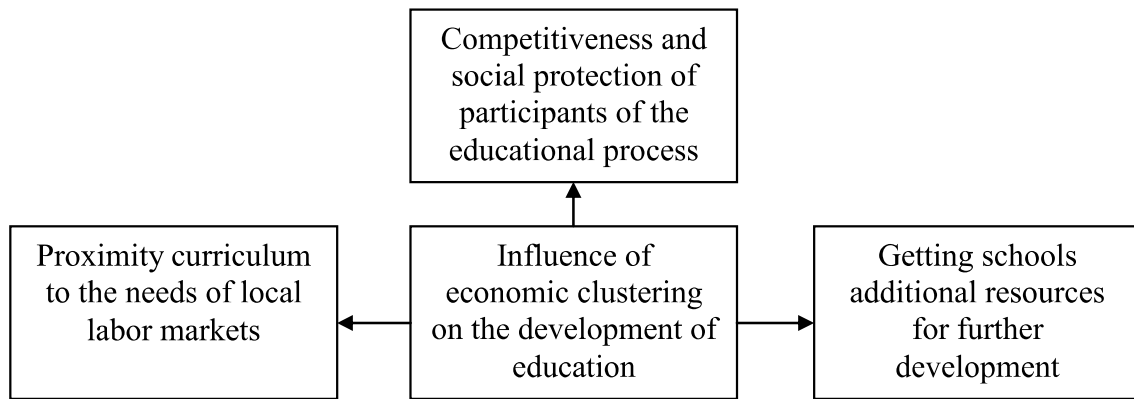 Competitiveness and
social protection of
participants of the
educational process
Proximity curriculum
to the needs of local
labor markets
Influence of
economic clustering
on the development of
education
Getting schools
additional resources
for further
development